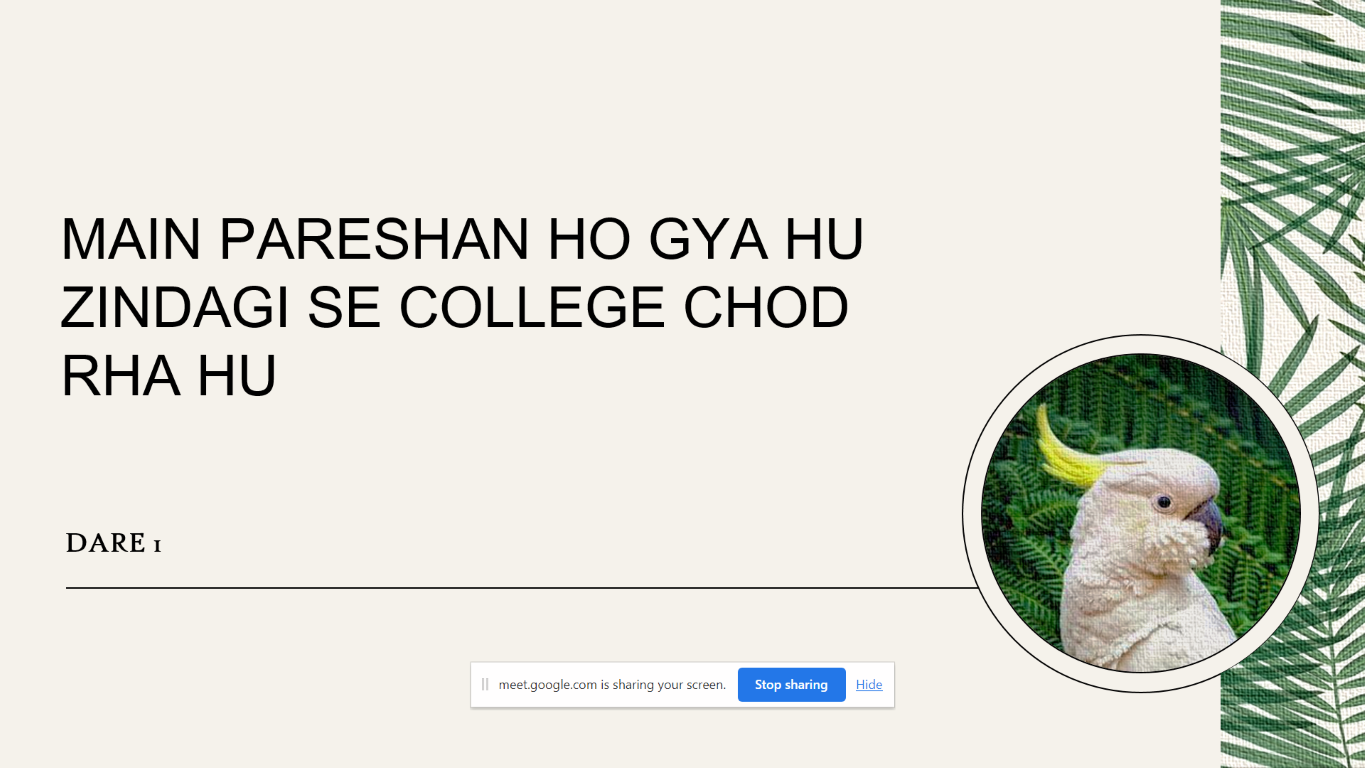 MAIN PARESHAN HO GYA HU
ZINDAGI SE COLLEGE CHOD
RHA HU
DARE 1
meet.google.com is sharing your screen. Stop sharing Hide